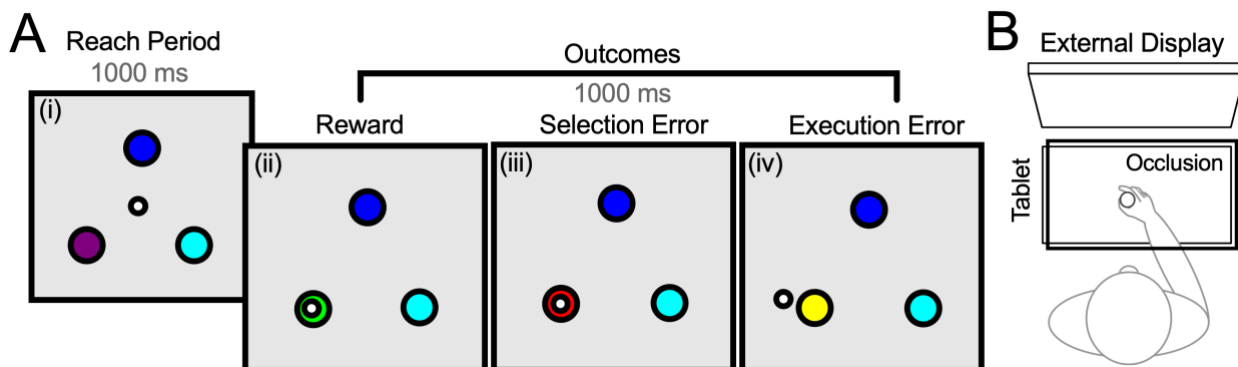 A
Reach Period
1000 ms
(i)
Outcomes
1000 ms
Reward
(ii)
Selection Error
(iii)
Execution Error
(iv)
B
External Display
Tablet
Occlusion